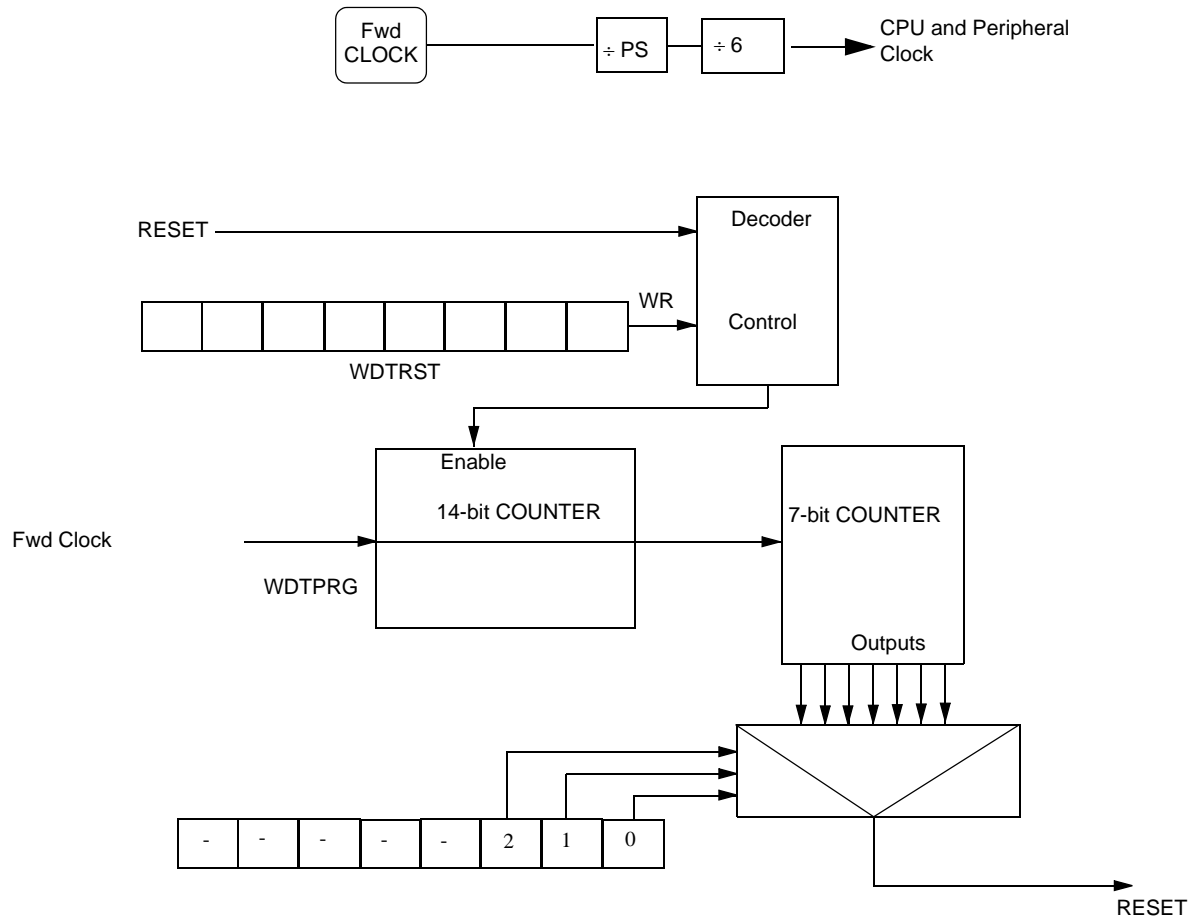 Fwd
CLOCK
÷ PS
÷ 6
CPU and Peripheral
Clock
RESET
Decoder
WR
Control
WDTRST
Enable
14-bit COUNTER
7-bit COUNTER
Fwd Clock
WDTPRG
Outputs
- - - - - 2 1 0
RESET